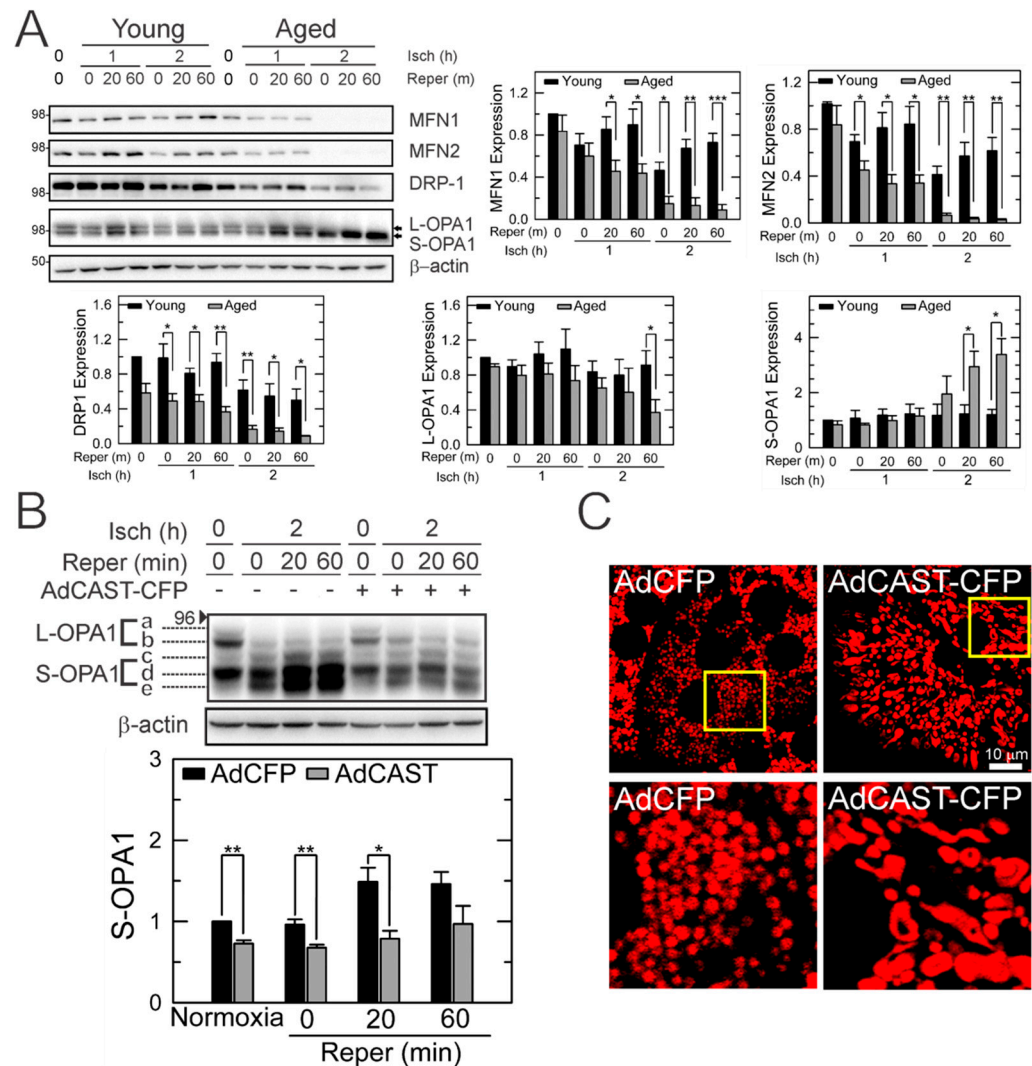 A
Young Aged
0 1 2 0 1 2 Isch (h)
0 0 20 60 0 20 60 0 0 20 60 0 20 60 Reper (m)
98 MFN1
98 MFN2
98 DRP-1
98 L-OPA1
S-OPA1
50 β-actin
MFN1 Expression
1.2
0.8
0.4
0.0
Young Aged
* * * ** ***
Reper (m) 0 0 20 60 0 20 60
Isch (h) 1 2
MFN2 Expression
1.2
0.8
0.4
0.0
Young Aged
* * * ** ** **
Reper (m) 0 0 20 60 0 20 60
Isch (h) 1 2
DRP1 Expression
1.6
1.2
0.8
0.4
0.0
Young Aged
* * ** ** * *
Reper (m) 0 0 20 60 0 20 60
Isch (h) 1 2
L-OPA1 Expression
1.6
1.2
0.8
0.4
0.0
Young Aged
*
Reper (m) 0 0 20 60 0 20 60
Isch (h) 1 2
S-OPA1 Expression
4
2
0
Young Aged
* *
Reper (m) 0 0 20 60 0 20 60
Isch (h) 1 2
B
Isch (h) 0 2 0 2
Reper (min) 0 0 20 60 0 0 20 60
AdCAST-CFP - - - - + + + +
96
L-OPA1 a
b
c
S-OPA1 d
e
β-actin
S-OPA1
3
2
1
0
AdCFP AdCAST
** ** *
Normoxia 0 20 60
Reper (min)
C
AdCFP AdCAST-CFP
10 μm
AdCFP AdCAST-CFP